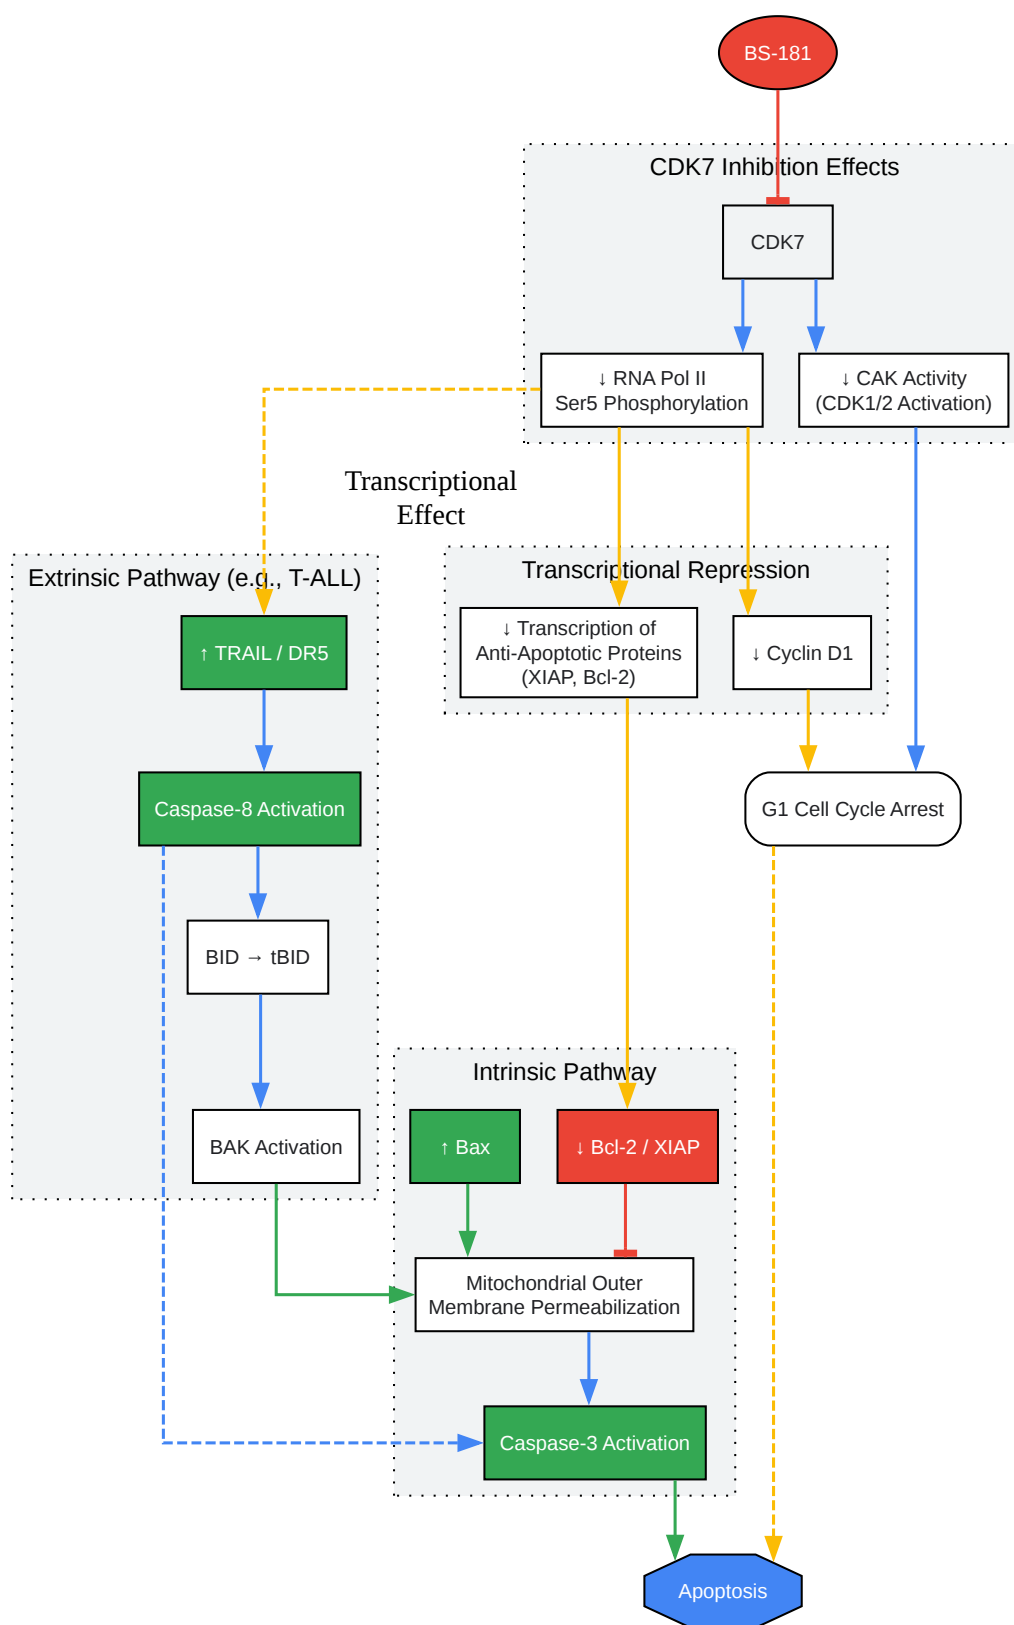 BS-181
CDK7 Inhibition Effects
CDK7
↓ RNA Pol II
Ser5 Phosphorylation
↓ CAK Activity
(CDK1/2 Activation)
Transcriptional
Effect
Extrinsic Pathway (e.g., T-ALL)
Transcriptional Repression
↑ TRAIL / DR5
↓ Transcription of
Anti-Apoptotic Proteins
(XIAP, Bcl-2)
↓ Cyclin D1
Caspase-8 Activation
G1 Cell Cycle Arrest
BID → tBID
Intrinsic Pathway
BAK Activation
↑ Bax
↓ Bcl-2 / XIAP
Mitochondrial Outer
Membrane Permeabilization
Caspase-3 Activation
Apoptosis